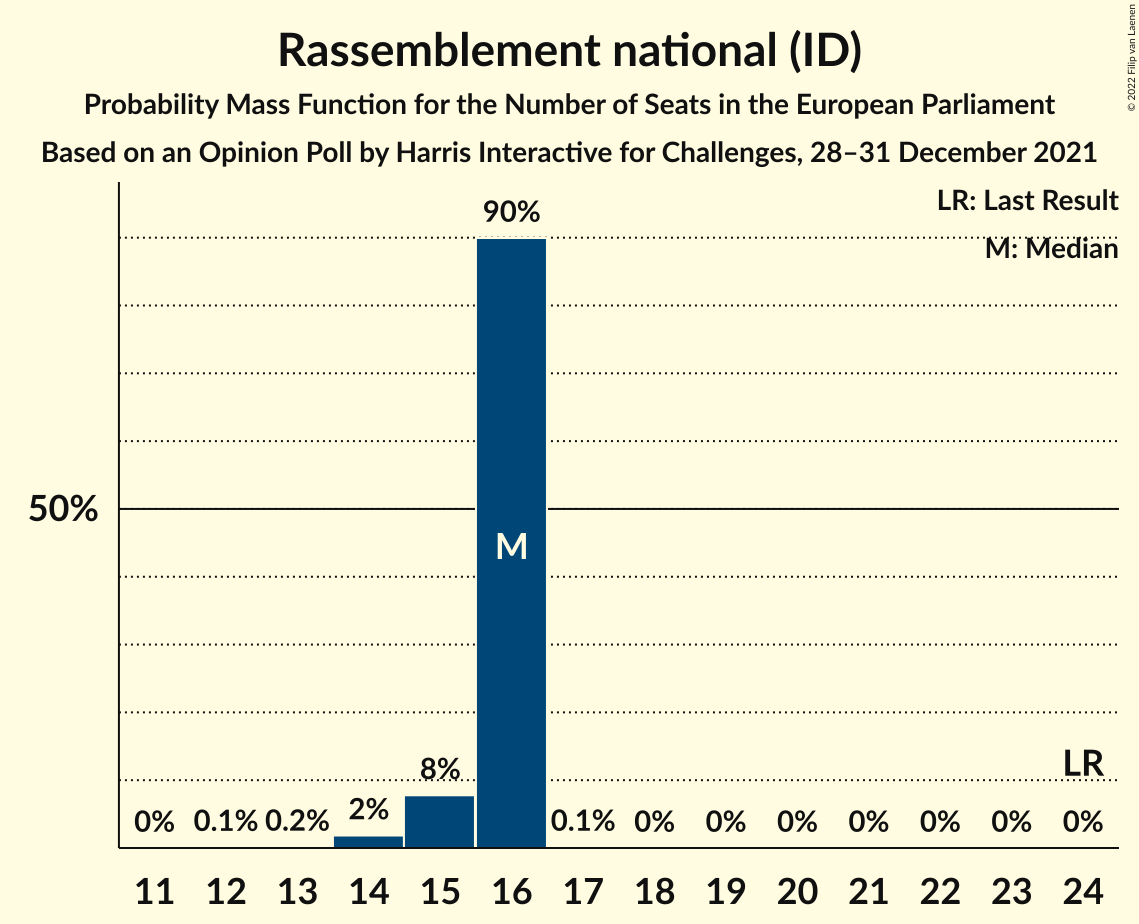 Rassemblement national (ID)
Probability Mass Function for the Number of Seats in the European Parliament
Based on an Opinion Poll by Harris Interactive for Challenges, 28–31 December 2021
© 2022 Filip van Laenen
LR: Last Result
M: Median
90%
50%
M
LR
0% 0.1% 0.2% 2% 8% 0.1% 0% 0% 0% 0% 0% 0% 0%
11 12 13 14 15 16 17 18 19 20 21 22 23 24